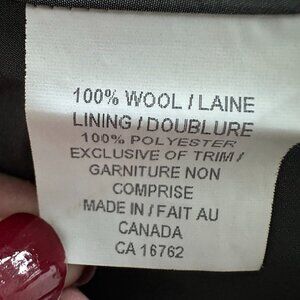 100% WOOL / LAINE
LINING / DOUBLURE
100% POLYESTER
EXCLUSIVE OF TRIM /
GARNITURE NON
COMPRISE
MADE IN / FAIT AU
CANADA
CA 16762